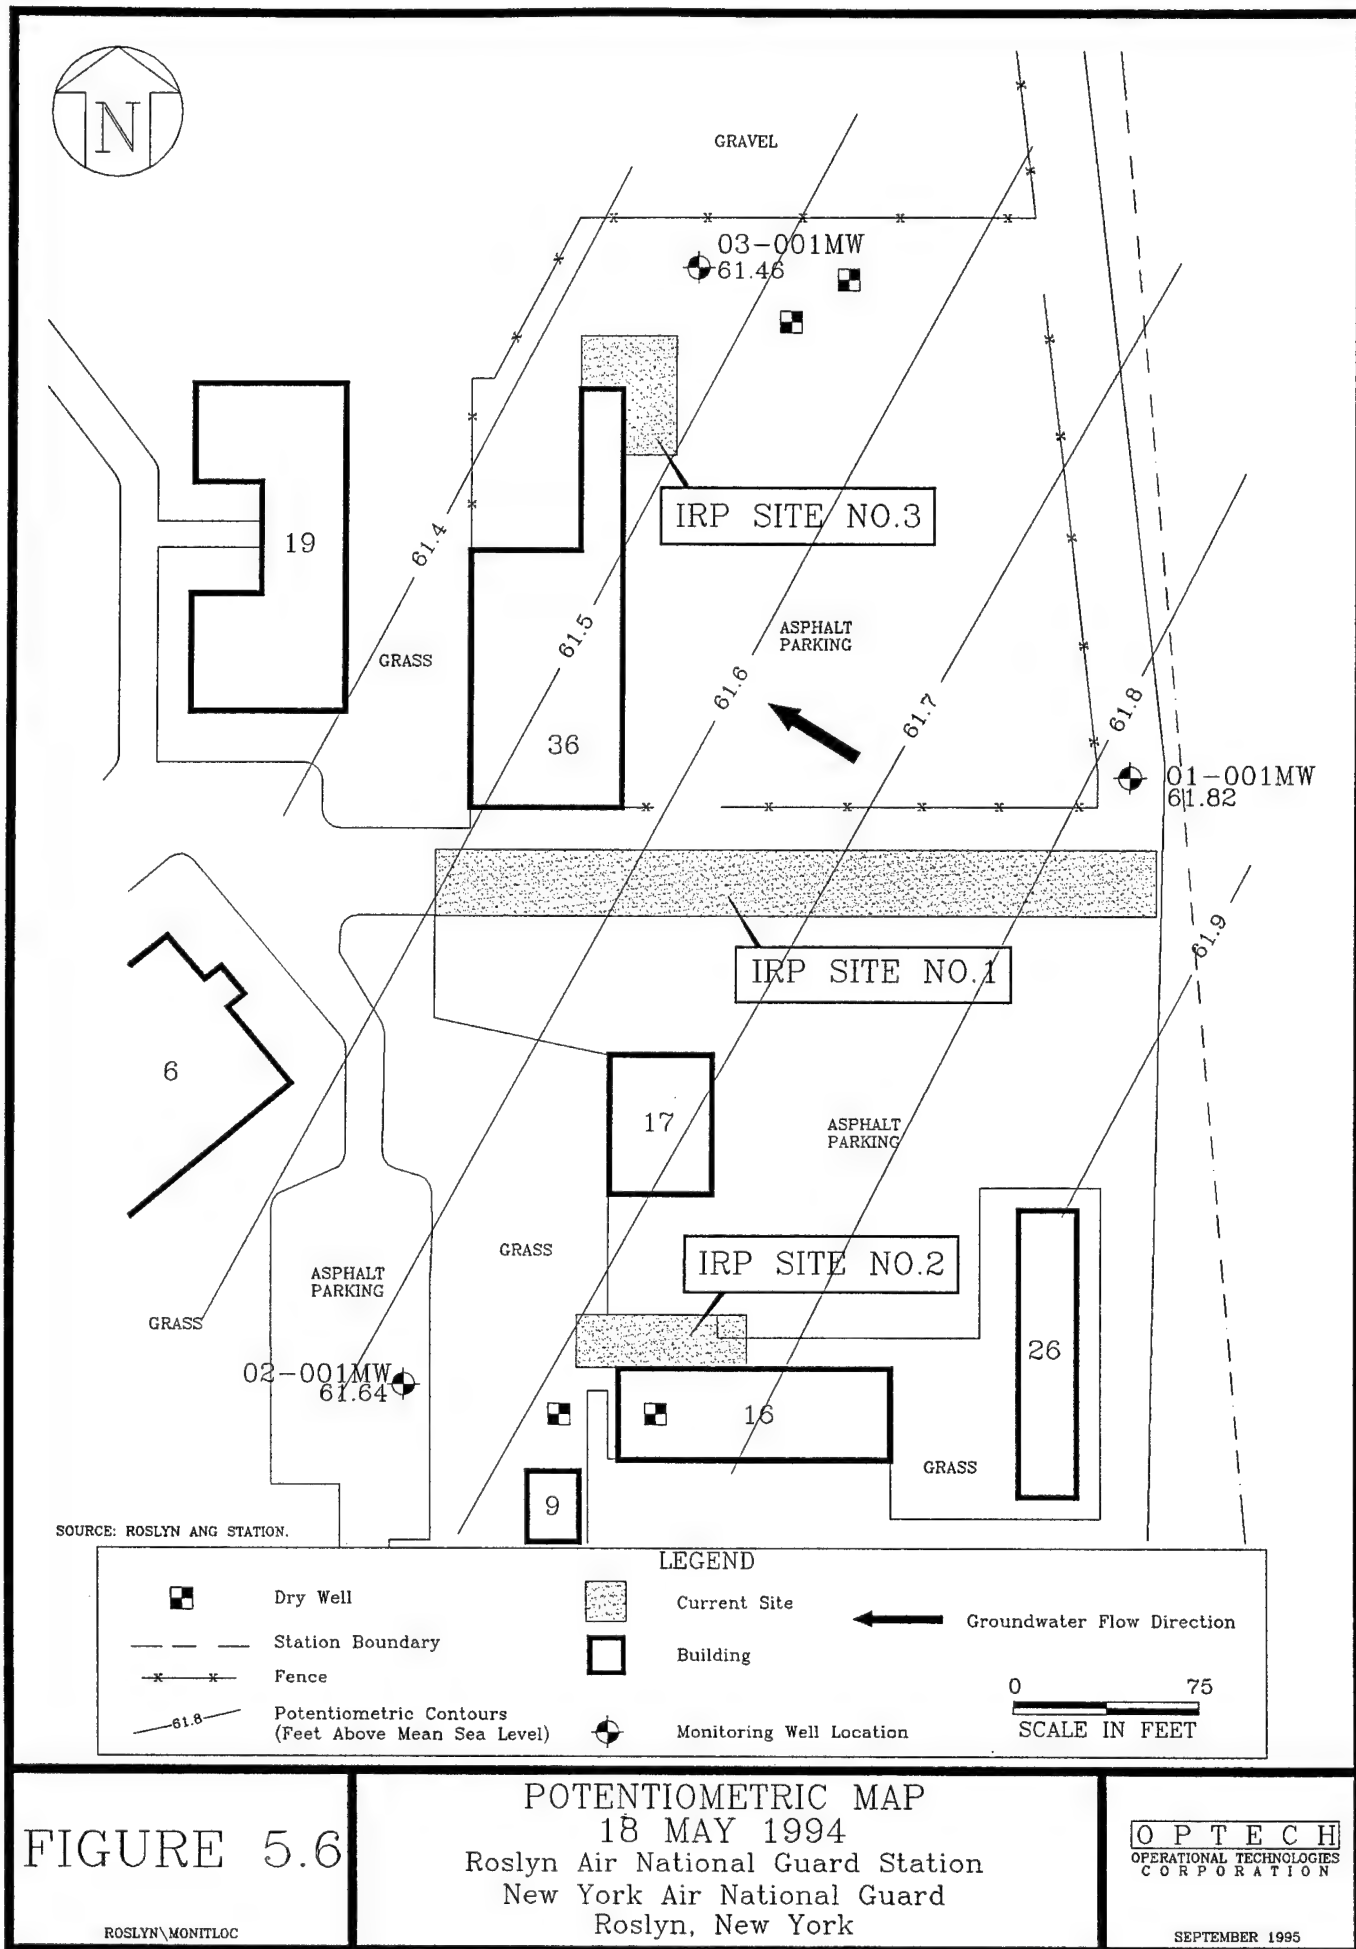 N
GRAVEL
03-001MW
61.46
IRP SITE NO.3
19
61.4
61.5
ASPHALT
PARKING
GRASS
61.6
61.7
61.8
36
01-001MW
61.82
61.9
IRP SITE NO.1
6
17
ASPHALT
PARKING
GRASS
IRP SITE NO.2
ASPHALT
PARKING
GRASS
26
02-001MW
61.64
16
GRASS
9
SOURCE: ROSLYN ANG STATION.
LEGEND
Dry Well
Station Boundary
Fence
61.8
Potentiometric Contours
(Feet Above Mean Sea Level)
Current Site
Building
Monitoring Well Location
Groundwater Flow Direction
0 75
SCALE IN FEET
FIGURE 5.6
ROSLYN\MONITLOC
POTENTIOMETRIC MAP
18 MAY 1994
Roslyn Air National Guard Station
New York Air National Guard
Roslyn, New York
OPTECH
OPERATIONAL TECHNOLOGIES
CORPORATION
SEPTEMBER 1995